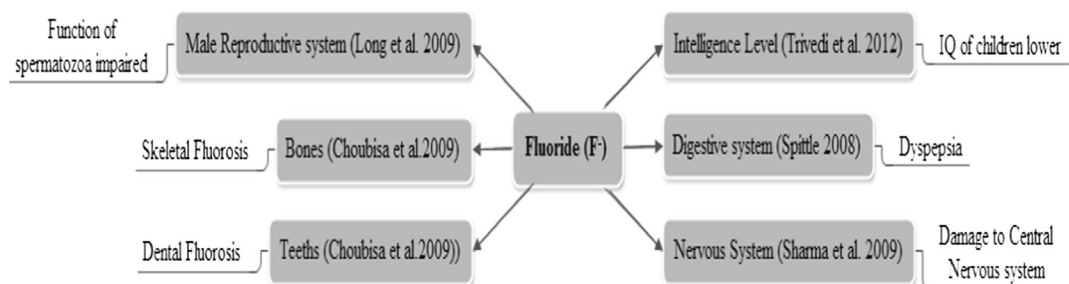 Function of
spermatozoa impaired
Male Reproductive system (Long et al. 2009)
Intelligence Level (Trivedi et al. 2012)
IQ of children lower
Skeletal Fluorosis
Bones (Choubisa et al.2009)
Fluoride (F-)
Digestive system (Spittle 2008)
Dyspepsia
Dental Fluorosis
Teeths (Choubisa et al.2009))
Nervous System (Sharma et al. 2009)
Damage to Central
Nervous system